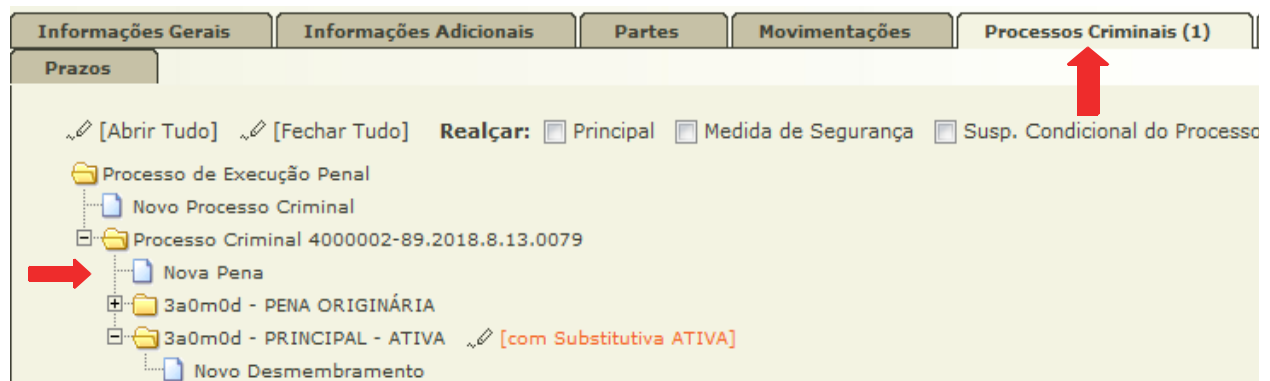 Informações Gerais Informações Adicionais Partes Movimentações Processos Criminais (1)
Prazos
[Abrir Tudo] [Fechar Tudo] Realçar: Principal Medida de Segurança Susp. Condicional do Processo
Processo de Execução Penal
Novo Processo Criminal
Processo Criminal 4000002-89.2018.8.13.0079
Nova Pena
3a0m0d - PENA ORIGINÁRIA
3a0m0d - PRINCIPAL - ATIVA [com Substitutiva ATIVA]
Novo Desmembramento